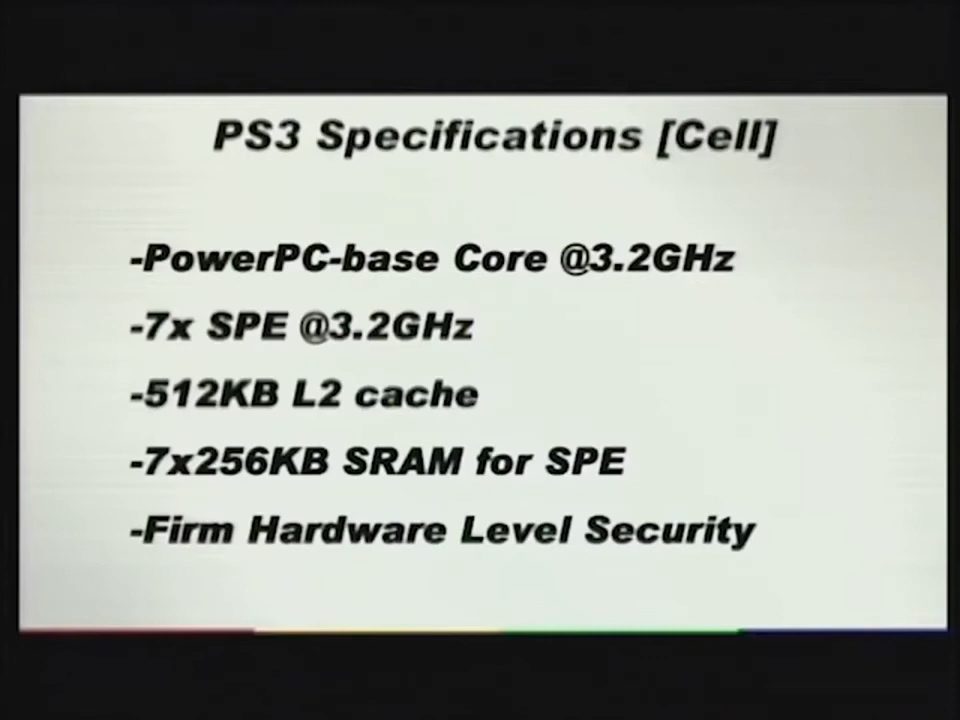 PS3 Specifications [Cell]
-PowerPC-base Core @3.2GHz
-7x SPE @3.2GHz
-512KB L2 cache
-7x256KB SRAM for SPE
-Firm Hardware Level Security